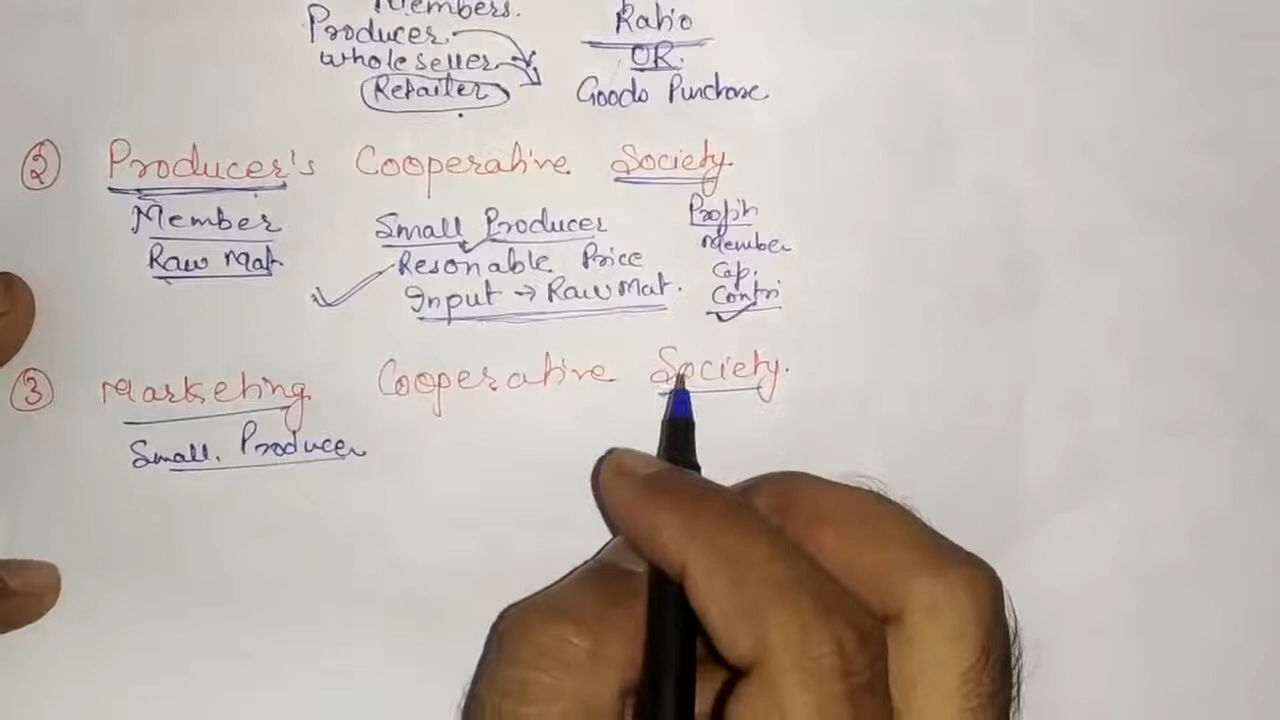 Members.
Producer
wholeseller
Retailer
Ratio
OR.
Goods Purchase
② Producer's Cooperative Society.
Member
Raw Mat.
Small Producer
Resonable Price
Input → Raw Mat.
Profit
Member
Cap.
Contri
③ Marketing Cooperative Society.
Small. Producer